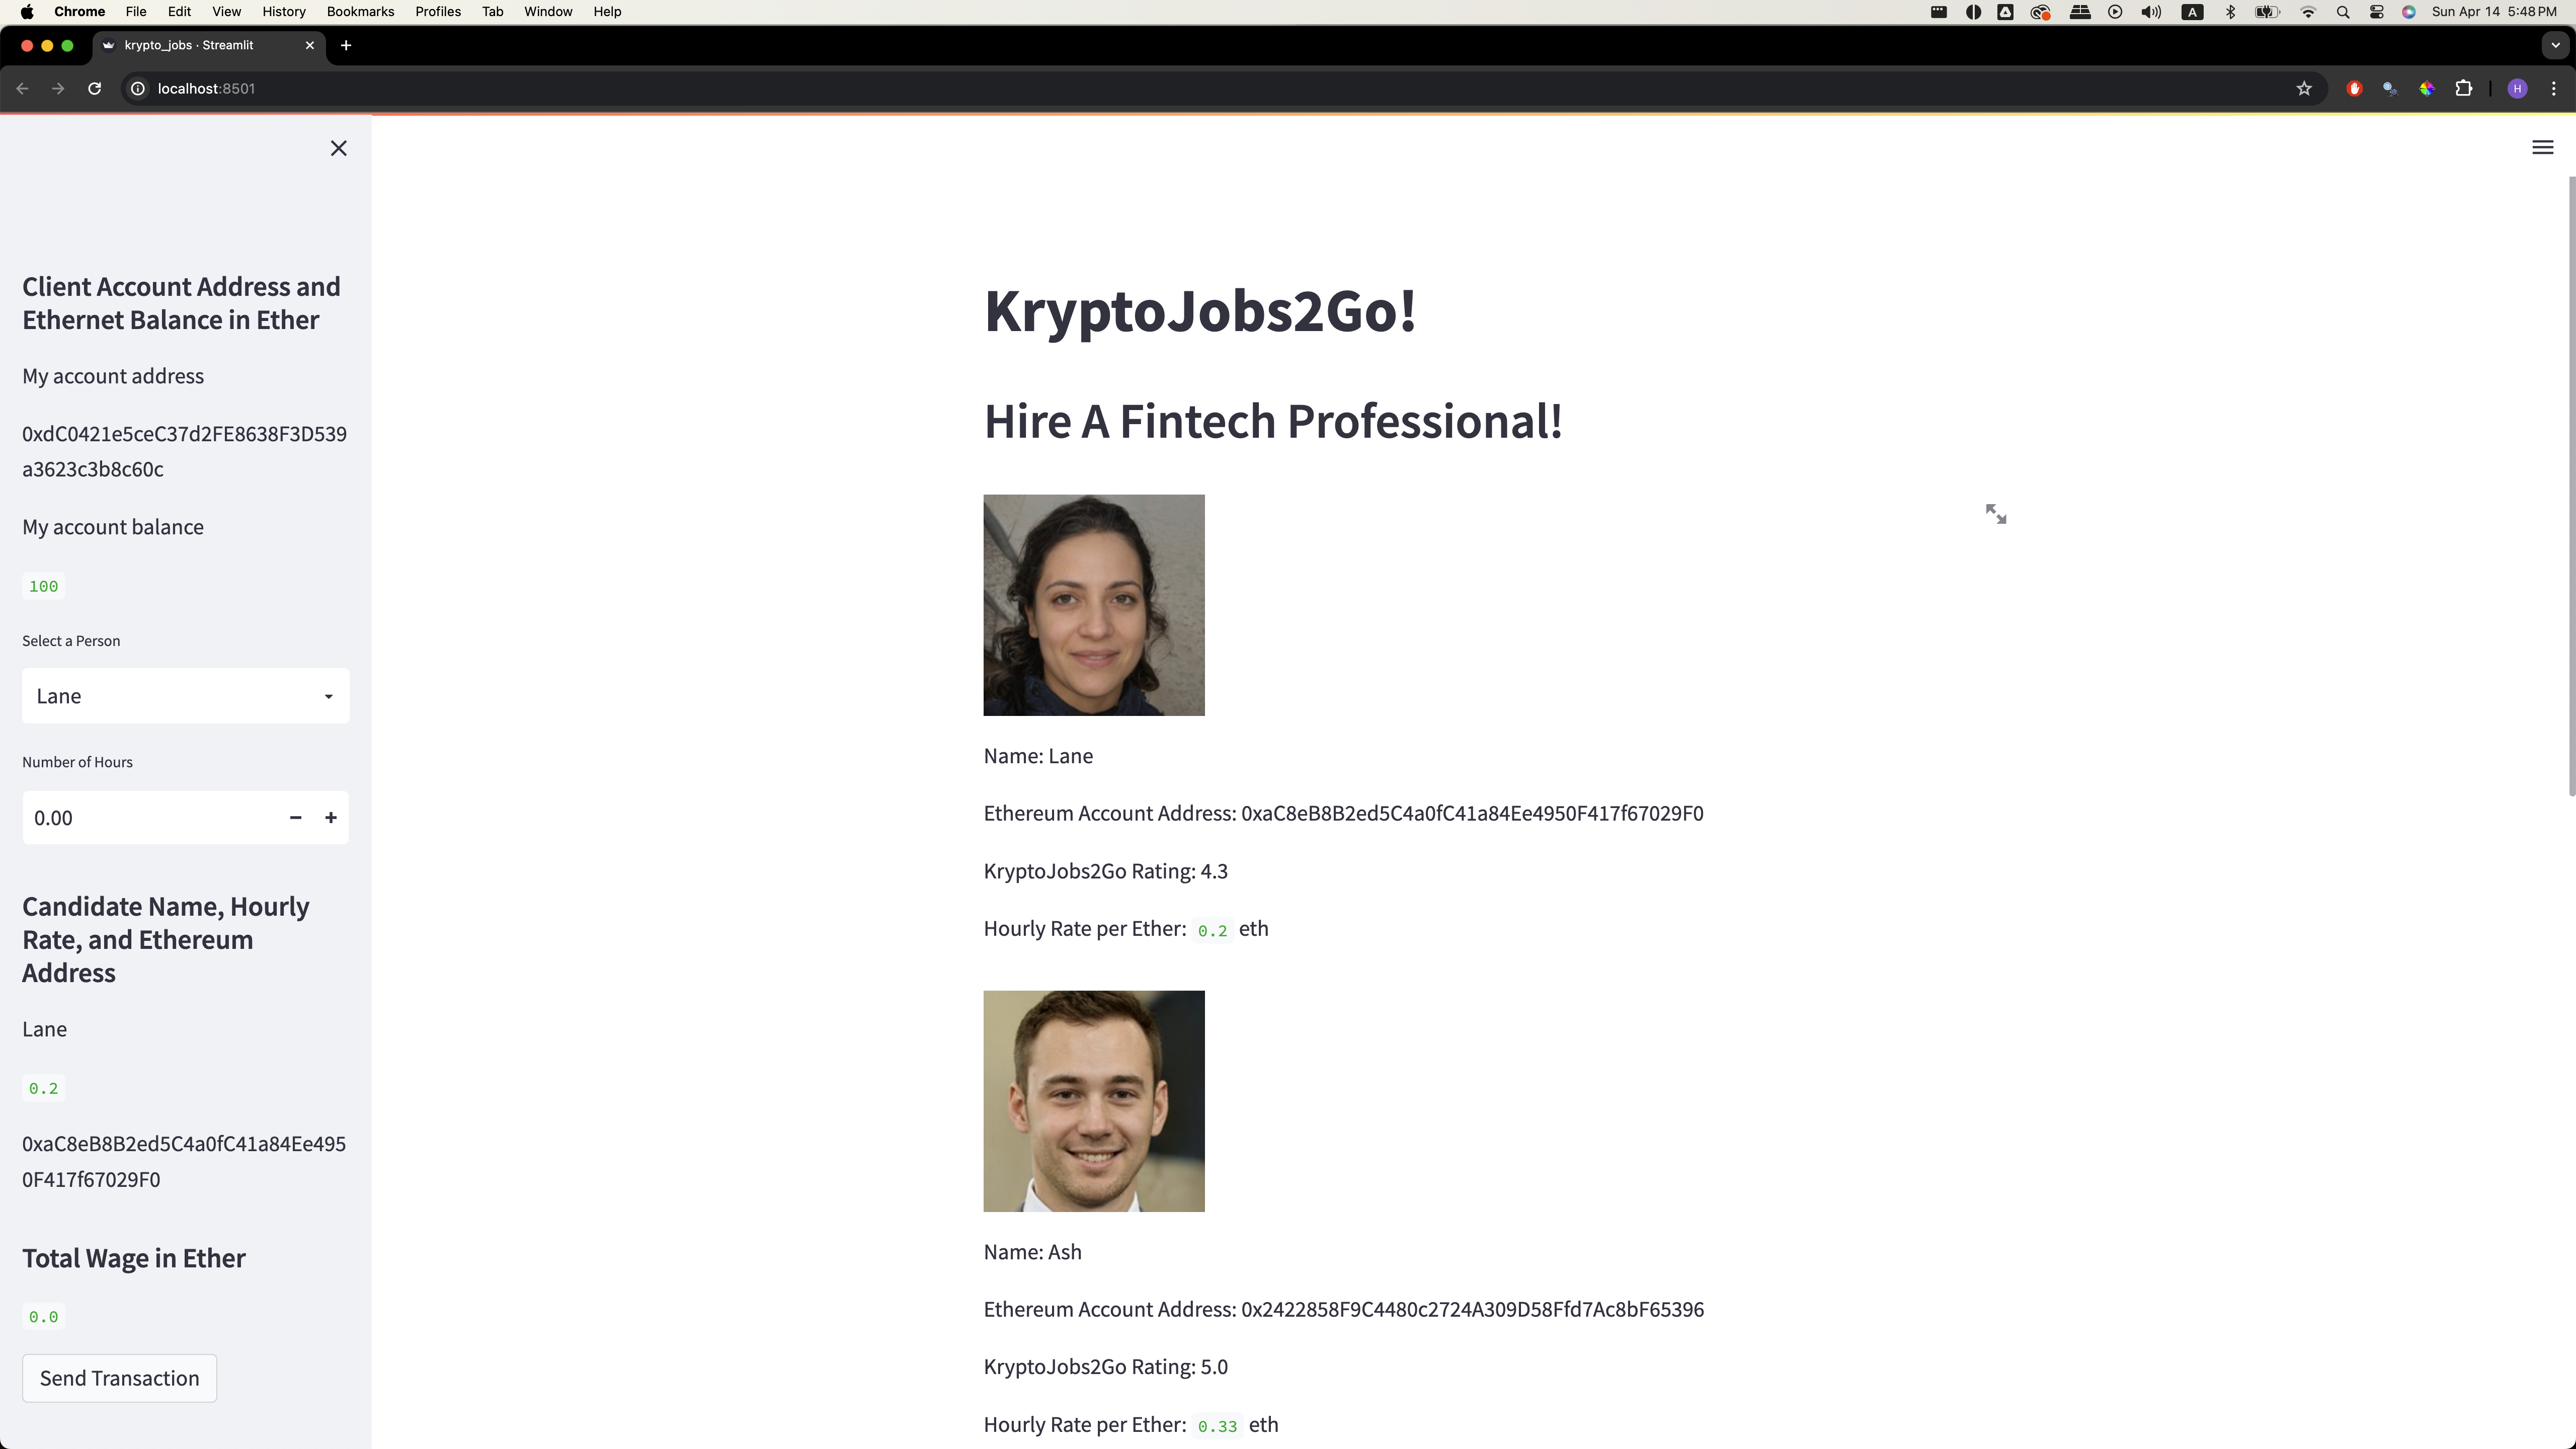 Chrome File Edit View History Bookmarks Profiles Tab Window Help
A
Sun Apr 14 5:48 PM
krypto_jobs · Streamlit
localhost:8501
H
Client Account Address and
Ethernet Balance in Ether
My account address
0xdC0421e5ceC37d2FE8638F3D539
a3623c3b8c60c
My account balance
100
Select a Person
Lane
Number of Hours
0.00
Candidate Name, Hourly
Rate, and Ethereum
Address
Lane
0.2
0xaC8eB8B2ed5C4a0fC41a84Ee495
0F417f67029F0
Total Wage in Ether
0.0
Send Transaction
KryptoJobs2Go!
Hire A Fintech Professional!
Name: Lane
Ethereum Account Address: 0xaC8eB8B2ed5C4a0fC41a84Ee4950F417f67029F0
KryptoJobs2Go Rating: 4.3
Hourly Rate per Ether: 0.2 eth
Name: Ash
Ethereum Account Address: 0x2422858F9C4480c2724A309D58Ffd7Ac8bF65396
KryptoJobs2Go Rating: 5.0
Hourly Rate per Ether: 0.33 eth